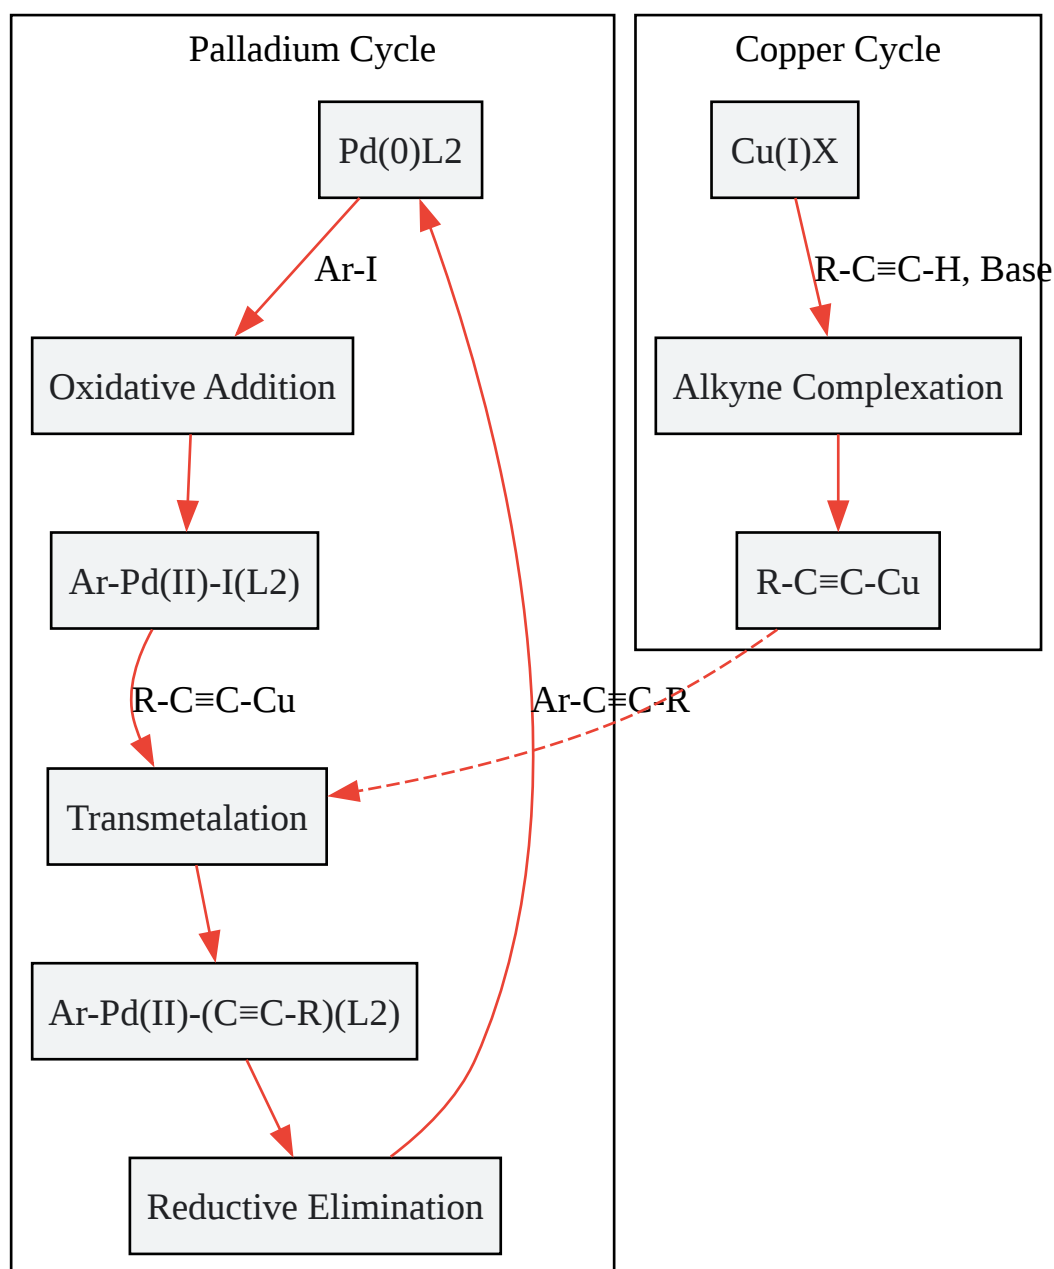 Palladium Cycle
Pd(0)L2
Ar-I
Oxidative Addition
Ar-Pd(II)-I(L2)
R-C≡C-Cu
Ar-C≡C-R
Transmetalation
Ar-Pd(II)-(C≡C-R)(L2)
Reductive Elimination
Copper Cycle
Cu(I)X
R-C≡C-H, Base
Alkyne Complexation
R-C≡C-Cu